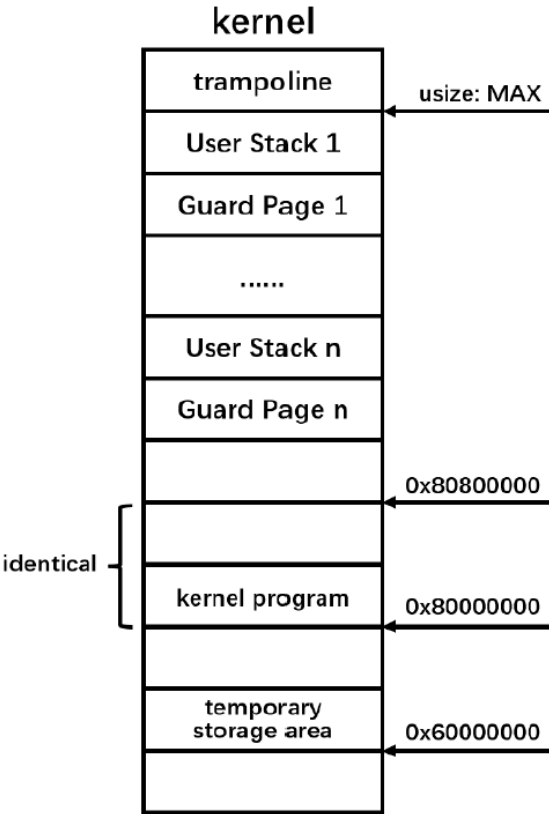 kernel
trampoline
usize: MAX
User Stack 1
Guard Page 1
......
User Stack n
Guard Page n
0x80800000
identical
kernel program
0x80000000
temporary
storage area
0x60000000